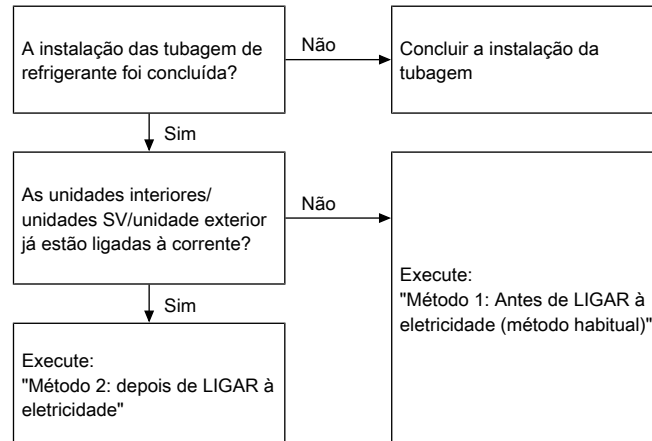 A instalação das tubagem de
refrigerante foi concluída?
Não
Concluir a instalação da
tubagem
Sim
As unidades interiores/
unidades SV/unidade exterior
já estão ligadas à corrente?
Não
Execute:
"Método 1: Antes de LIGAR à
eletricidade (método habitual)"
Sim
Execute:
"Método 2: depois de LIGAR à
eletricidade"